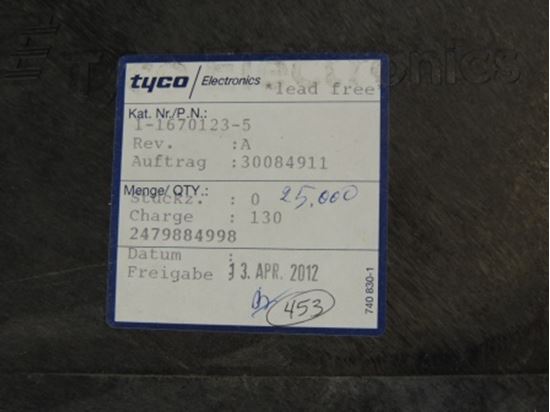 tyco / Electronics
*lead free*
Kat. Nr./P.N.:
1-1670123-5
Rev. :A
Auftrag :30084911
Menge/QTY.:
Stückz. : 0 25,000
Charge : 130
2479884998
Datum :
Freigabe : 13. APR. 2012
453
740 830-1